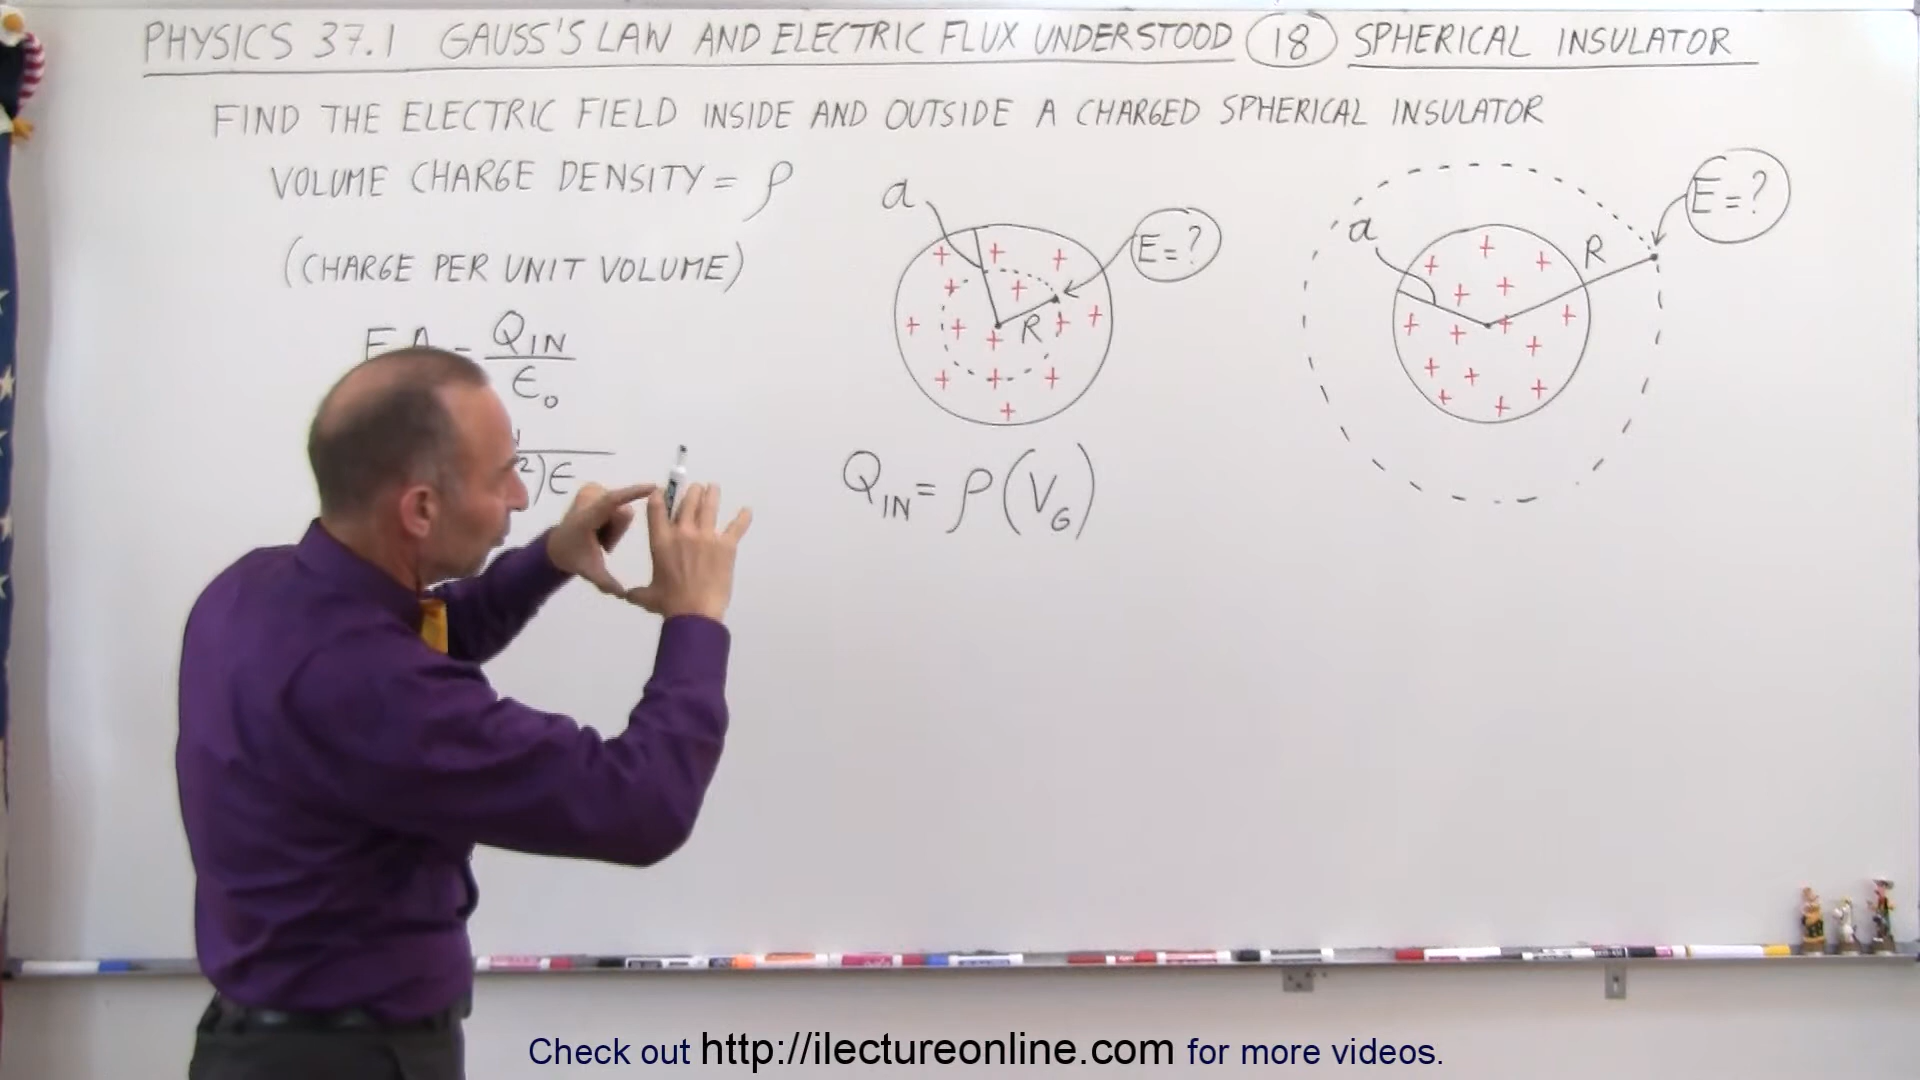 PHYSICS 37.1 GAUSS'S LAW AND ELECTRIC FLUX UNDERSTOOD 18 SPHERICAL INSULATOR
FIND THE ELECTRIC FIELD INSIDE AND OUTSIDE A CHARGED SPHERICAL INSULATOR
VOLUME CHARGE DENSITY = ρ
(CHARGE PER UNIT VOLUME)
a
E=?
R
a
E=?
R
Q_IN
ϵ₀
²)ϵ
Q_IN = ρ(V_G)
Check out http://ilectureonline.com for more videos.